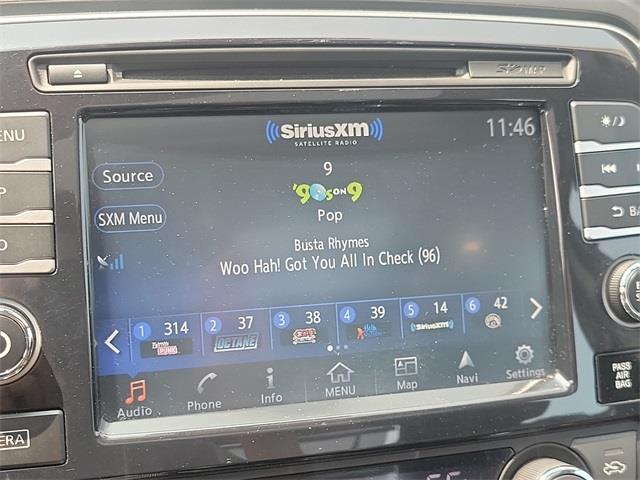 SiriusXM
SATELLITE RADIO
11:46
MENU
Source
9
'90s ON 9
Pop
SXM Menu
Busta Rhymes
Woo Hah! Got You All In Check (96)
1 314
2 37
OCTANE
3 38
4 39
5 14
SiriusXM
6 42
Audio
Phone
Info
MENU
Map
Navi
Settings
PASS
AIR
BAG